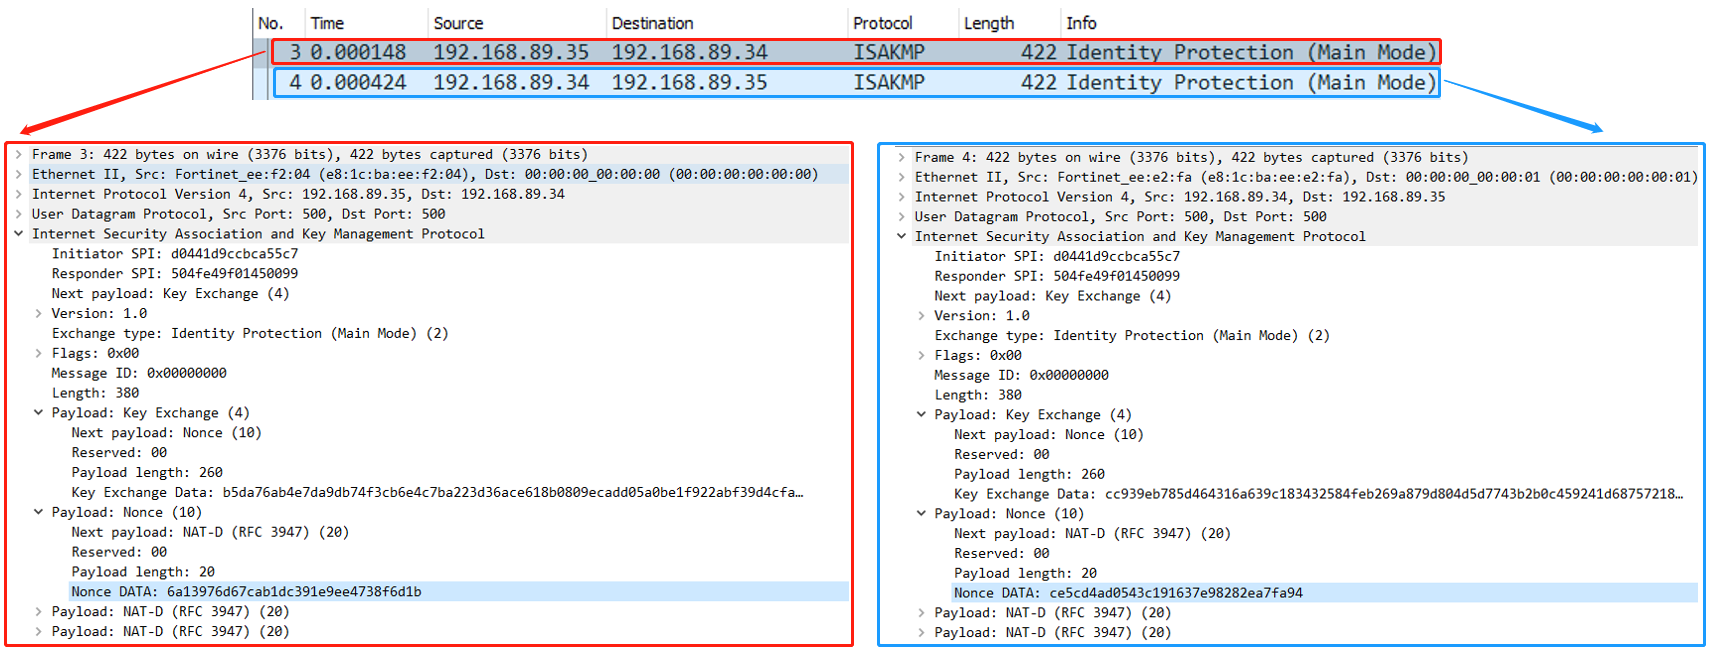 No. Time Source Destination Protocol Length Info
3 0.000148 192.168.89.35 192.168.89.34 ISAKMP 422 Identity Protection (Main Mode)
4 0.000424 192.168.89.34 192.168.89.35 ISAKMP 422 Identity Protection (Main Mode)
Frame 3: 422 bytes on wire (3376 bits), 422 bytes captured (3376 bits)
Ethernet II, Src: Fortinet_ee:f2:04 (e8:1c:ba:ee:f2:04), Dst: 00:00:00_00:00:00 (00:00:00:00:00:00)
Internet Protocol Version 4, Src: 192.168.89.35, Dst: 192.168.89.34
User Datagram Protocol, Src Port: 500, Dst Port: 500
Internet Security Association and Key Management Protocol
Initiator SPI: d0441d9ccbca55c7
Responder SPI: 504fe49f01450099
Next payload: Key Exchange (4)
Version: 1.0
Exchange type: Identity Protection (Main Mode) (2)
Flags: 0x00
Message ID: 0x00000000
Length: 380
Payload: Key Exchange (4)
Next payload: Nonce (10)
Reserved: 00
Payload length: 260
Key Exchange Data: b5da76ab4e7da9db74f3cb6e4c7ba223d36ace618b0809ecadd05a0be1f922abf39d4cfa…
Payload: Nonce (10)
Next payload: NAT-D (RFC 3947) (20)
Reserved: 00
Payload length: 20
Nonce DATA: 6a13976d67cab1dc391e9ee4738f6d1b
Payload: NAT-D (RFC 3947) (20)
Payload: NAT-D (RFC 3947) (20)
Frame 4: 422 bytes on wire (3376 bits), 422 bytes captured (3376 bits)
Ethernet II, Src: Fortinet_ee:e2:fa (e8:1c:ba:ee:e2:fa), Dst: 00:00:00_00:00:01 (00:00:00:00:00:01)
Internet Protocol Version 4, Src: 192.168.89.34, Dst: 192.168.89.35
User Datagram Protocol, Src Port: 500, Dst Port: 500
Internet Security Association and Key Management Protocol
Initiator SPI: d0441d9ccbca55c7
Responder SPI: 504fe49f01450099
Next payload: Key Exchange (4)
Version: 1.0
Exchange type: Identity Protection (Main Mode) (2)
Flags: 0x00
Message ID: 0x00000000
Length: 380
Payload: Key Exchange (4)
Next payload: Nonce (10)
Reserved: 00
Payload length: 260
Key Exchange Data: cc939eb785d464316a639c183432584feb269a879d804d5d7743b2b0c459241d68757218…
Payload: Nonce (10)
Next payload: NAT-D (RFC 3947) (20)
Reserved: 00
Payload length: 20
Nonce DATA: ce5cd4ad0543c191637e98282ea7fa94
Payload: NAT-D (RFC 3947) (20)
Payload: NAT-D (RFC 3947) (20)